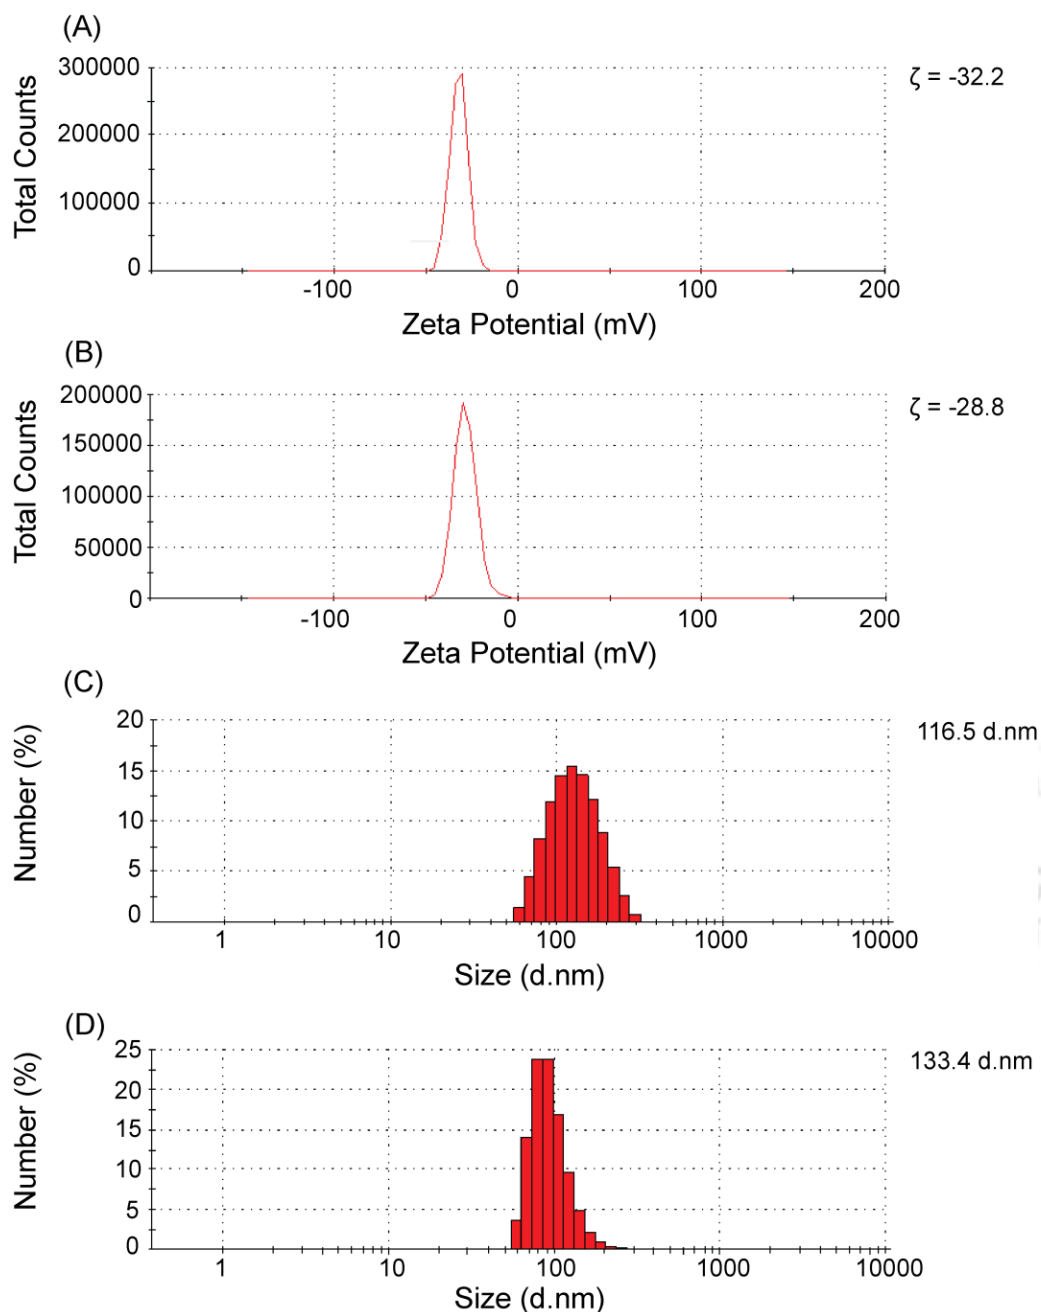 (A)
300000
200000
100000
0
Total Counts
ζ = -32.2
-100 0 100 200
Zeta Potential (mV)
(B)
200000
150000
100000
50000
0
Total Counts
ζ = -28.8
-100 0 100 200
Zeta Potential (mV)
(C)
20
15
10
5
0
Number (%)
116.5 d.nm
1 10 100 1000 10000
Size (d.nm)
(D)
25
20
15
10
5
0
Number (%)
133.4 d.nm
1 10 100 1000 10000
Size (d.nm)